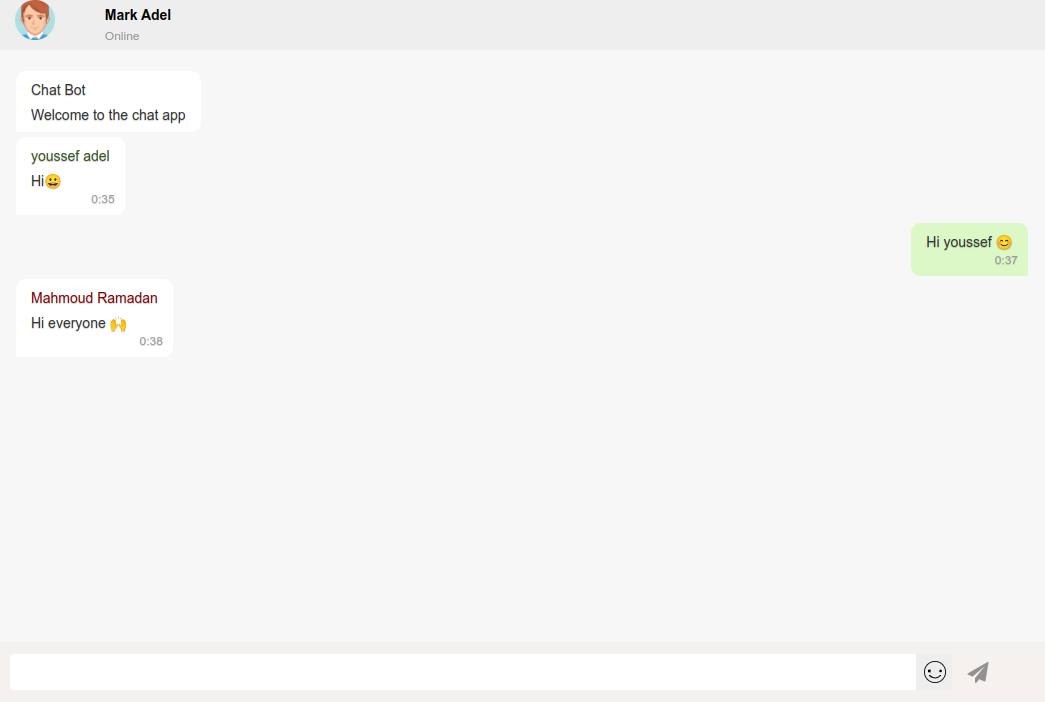 Mark Adel
Online
Chat Bot
Welcome to the chat app
youssef adel
Hi😀
0:35
Hi youssef 😊
0:37
Mahmoud Ramadan
Hi everyone 🙌
0:38